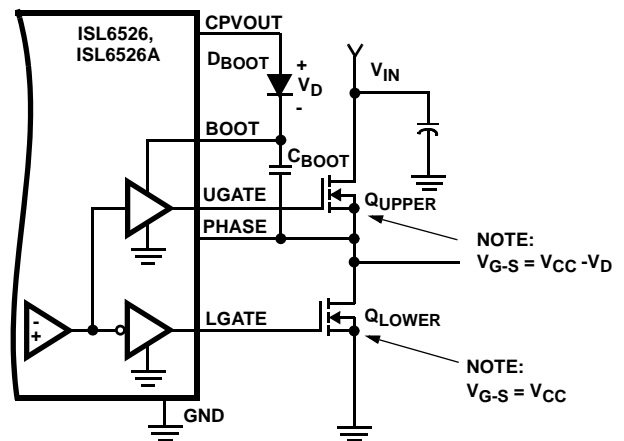 ISL6526,
ISL6526A
CPVOUT
DBOOT
+
VD
-
VIN
BOOT
CBOOT
UGATE
QUPPER
PHASE
NOTE:
VG-S = VCC -VD
-
+
LGATE
QLOWER
NOTE:
VG-S = VCC
GND